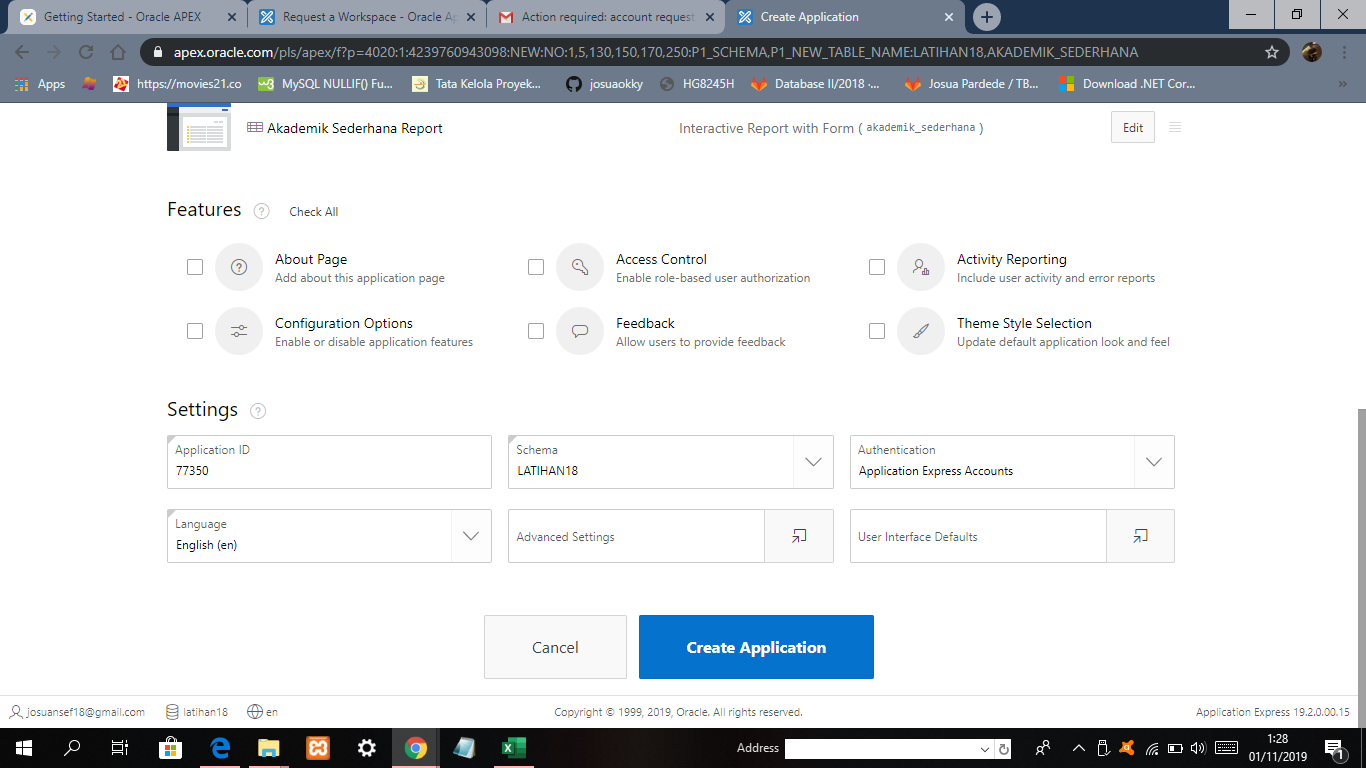 Getting Started - Oracle APEX
Request a Workspace - Oracle Ap
Action required: account request
Create Application
apex.oracle.com/pls/apex/f?p=4020:1:4239760943098:NEW:NO:1,5,130,150,170,250:P1_SCHEMA,P1_NEW_TABLE_NAME:LATIHAN18,AKADEMIK_SEDERHANA
Apps
https://movies21.co
MySQL NULLIF() Fu...
Tata Kelola Proyek...
josuaokky
HG8245H
Database II/2018 -...
Josua Pardede / TB...
Download .NET Cor...
»
Akademik Sederhana Report
Interactive Report with Form ( akademik_sederhana )
Edit
Features ? Check All
About Page
Add about this application page
Access Control
Enable role-based user authorization
Activity Reporting
Include user activity and error reports
Configuration Options
Enable or disable application features
Feedback
Allow users to provide feedback
Theme Style Selection
Update default application look and feel
Settings ?
Application ID
77350
Schema
LATIHAN18
Authentication
Application Express Accounts
Language
English (en)
Advanced Settings
User Interface Defaults
Cancel
Create Application
josuansef18@gmail.com
latihan18
en
Copyright © 1999, 2019, Oracle. All rights reserved.
Application Express 19.2.0.00.15
Address
1:28
01/11/2019
1